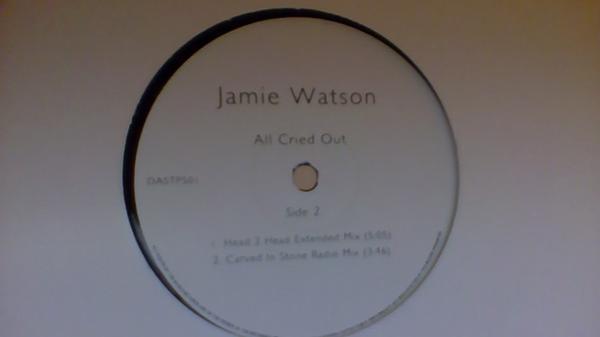 Jamie Watson
All Cried Out
DASTPS01
Side 2
1. Head 2 Head Extended Mix (5:05)
2. Carved In Stone Radio Mix (3:46)